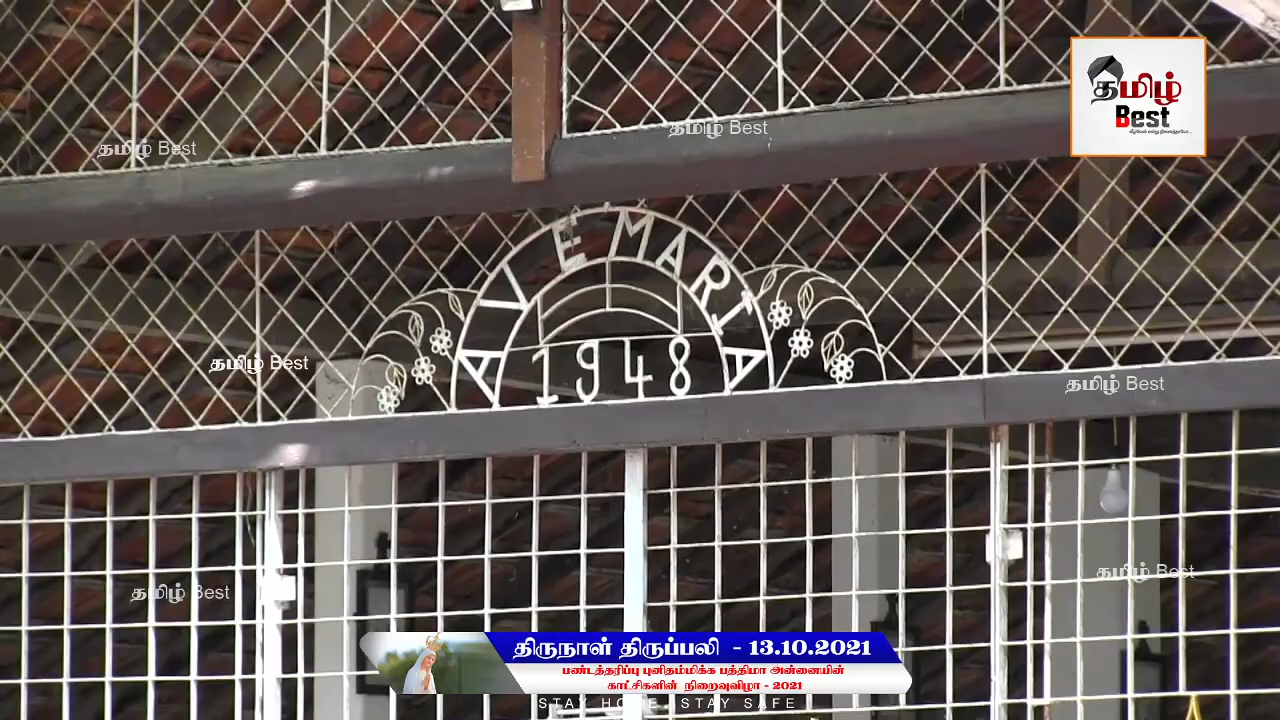 தமிழ்
Best
தமிழ் Best
தமிழ் Best
AVE MARIA
1948
தமிழ் Best
தமிழ் Best
தமிழ் Best
தமிழ் Best
திருநாள் திருப்பலி - 13.10.2021
பண்டத்தரிப்பு புனிதம்மிக்க பத்திமா அன்னையின்
காட்சிகளின் நிறைவுவிழா - 2021
STAY HOME, STAY SAFE